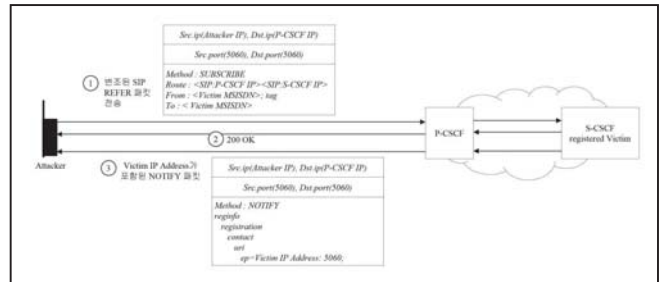 Src.ip(Attacker IP), Dst.ip(P-CSCF IP)
Src.port(5060), Dst.port(5060)
Method : SUBSCRIBE
Route : <SIP:P-CSCF IP><SIP:S-CSCF IP>
From : <Victim MSISDN>; tag
To : < Victim MSISDN>
1 변조된 SIP
REFER 패킷
전송
Attacker
2 200 OK
P-CSCF
S-CSCF
registered Victim
3 Victim IP Address가
포함된 NOTIFY 패킷
Src.ip(Attacker IP), Dst.ip(P-CSCF IP)
Src.port(5060), Dst.port(5060)
Method : NOTIFY
reginfo
registration
contact
uri
ep=Victim IP Address: 5060;